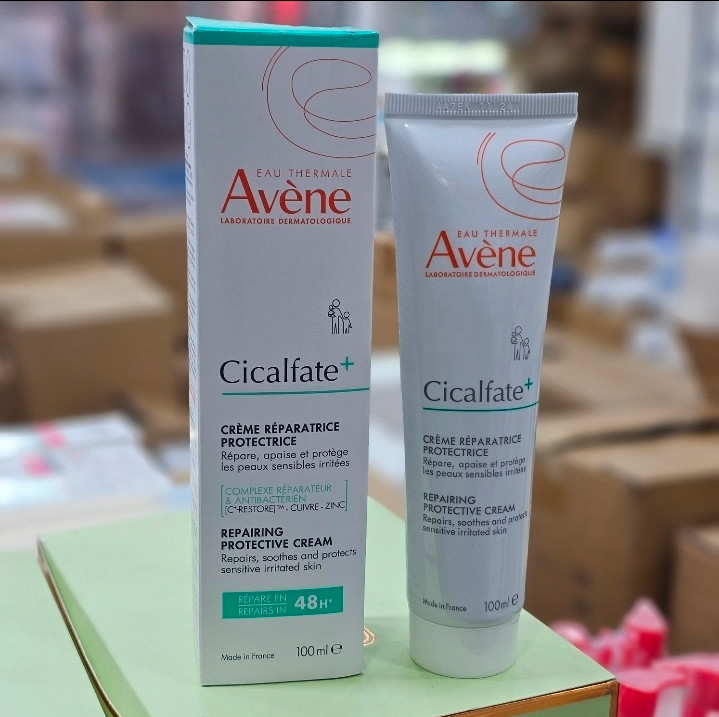 EAU THERMALE
Avène
LABORATOIRE DERMATOLOGIQUE
Cicalfate+
CRÈME RÉPARATRICE
PROTECTRICE
Répare, apaise et protège
les peaux sensibles irritées
COMPLEXE RÉPARATEUR
& ANTIBACTÉRIEN
[C+-RESTORE]™ - CUIVRE - ZINC
REPAIRING
PROTECTIVE CREAM
Repairs, soothes and protects
sensitive irritated skin
RÉPARE EN
REPAIRS IN
48H*
Made in France
100ml e
EAU THERMALE
Avène
LABORATOIRE DERMATOLOGIQUE
Cicalfate+
CRÈME RÉPARATRICE
PROTECTRICE
Répare, apaise et protège
les peaux sensibles irritées
REPAIRING
PROTECTIVE CREAM
Repairs, soothes and protects
sensitive irritated skin
Made in France
100ml e